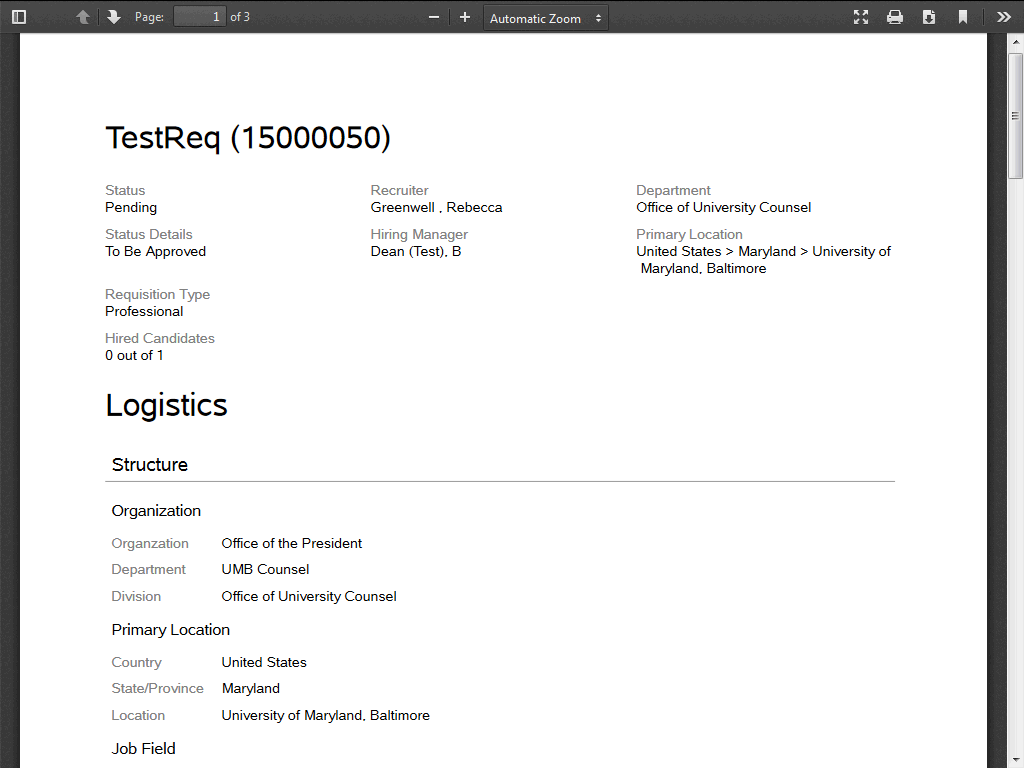 Page: 1 of 3 Automatic Zoom
TestReq (15000050)
Status Recruiter Department
Pending Greenwell , Rebecca Office of University Counsel
Status Details Hiring Manager Primary Location
To Be Approved Dean (Test), B United States > Maryland > University of
Maryland, Baltimore
Requisition Type
Professional
Hired Candidates
0 out of 1
Logistics
Structure
Organization
Organzation Office of the President
Department UMB Counsel
Division Office of University Counsel
Primary Location
Country United States
State/Province Maryland
Location University of Maryland, Baltimore
Job Field